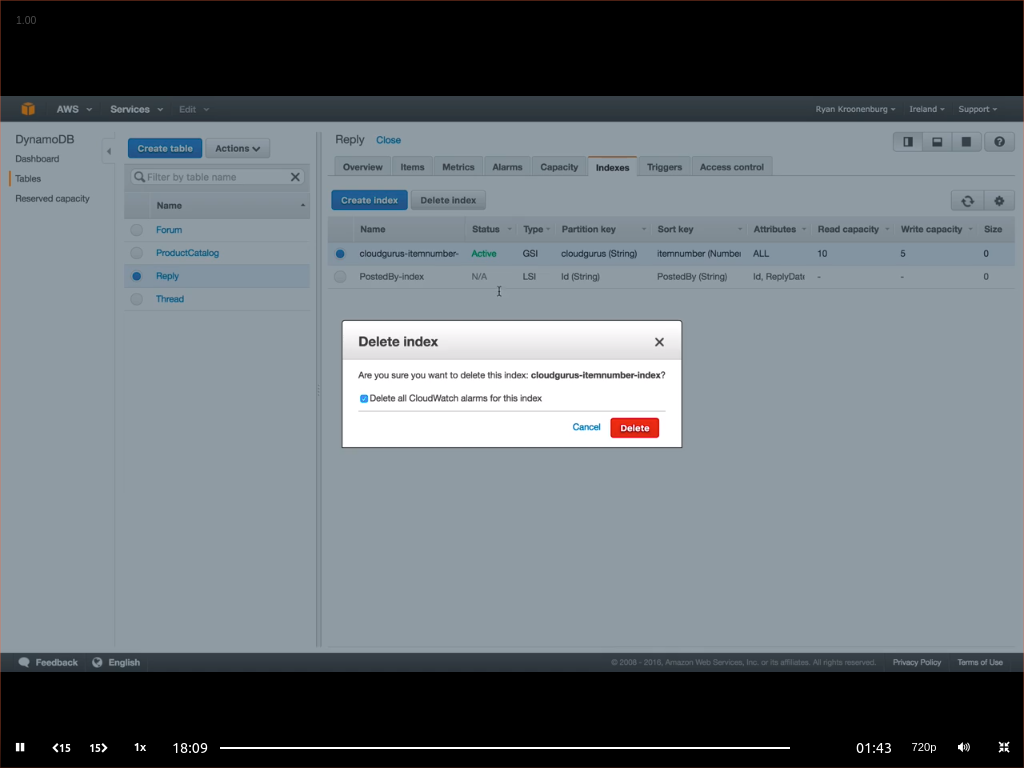 1.00
AWS Services Edit Ryan Kroonenburg Ireland Support
DynamoDB
Dashboard
Tables
Reserved capacity
Create table Actions
Filter by table name
Name
Forum
ProductCatalog
Reply
Thread
Reply Close
Overview Items Metrics Alarms Capacity Indexes Triggers Access control
Create index Delete index
Name Status Type Partition key Sort key Attributes Read capacity Write capacity Size
cloudgurus-itemnumber- Active GSI cloudgurus (String) itemnumber (Number ALL 10 5 0
PostedBy-index N/A LSI Id (String) PostedBy (String) Id, ReplyDate - - 0
Delete index
Are you sure you want to delete this index: cloudgurus-itemnumber-index?
Delete all CloudWatch alarms for this index
Cancel Delete
Feedback English © 2008 - 2016, Amazon Web Services, Inc. or its affiliates. All rights reserved. Privacy Policy Terms of Use
15 15 1x 18:09 01:43 720p